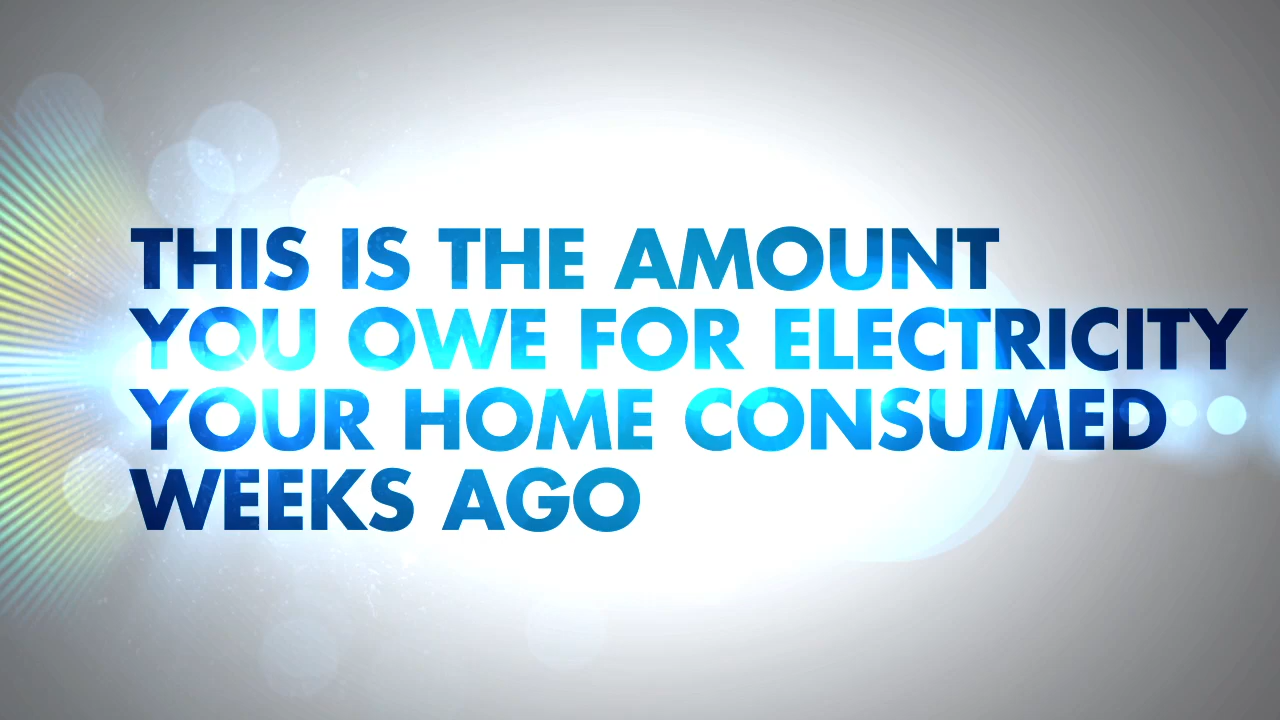 THIS IS THE AMOUNT
YOU OWE FOR ELECTRICITY
YOUR HOME CONSUMED
WEEKS AGO